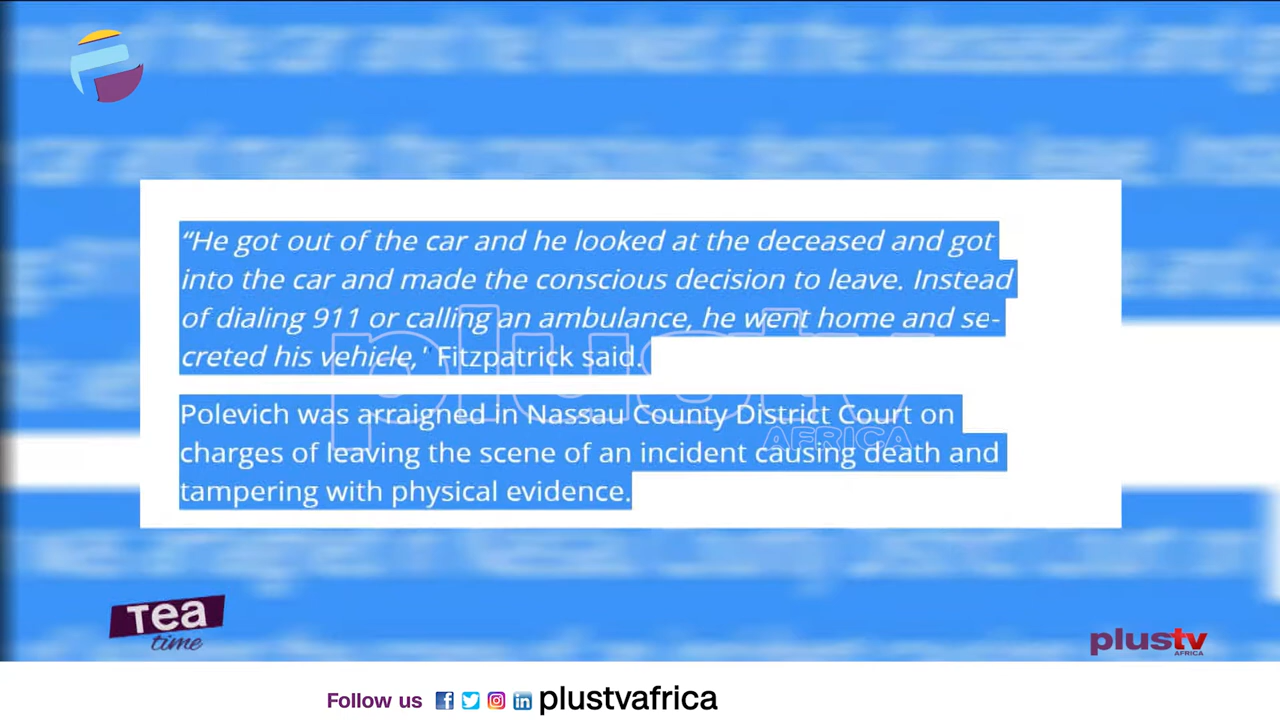 “He got out of the car and he looked at the deceased and got
into the car and made the conscious decision to leave. Instead
of dialing 911 or calling an ambulance, he went home and se-
creted his vehicle,' Fitzpatrick said.
plustv
AFRICA
Polevich was arraigned in Nassau County District Court on
charges of leaving the scene of an incident causing death and
tampering with physical evidence.
Tea
time
plustv
AFRICA
Follow us plustvafrica